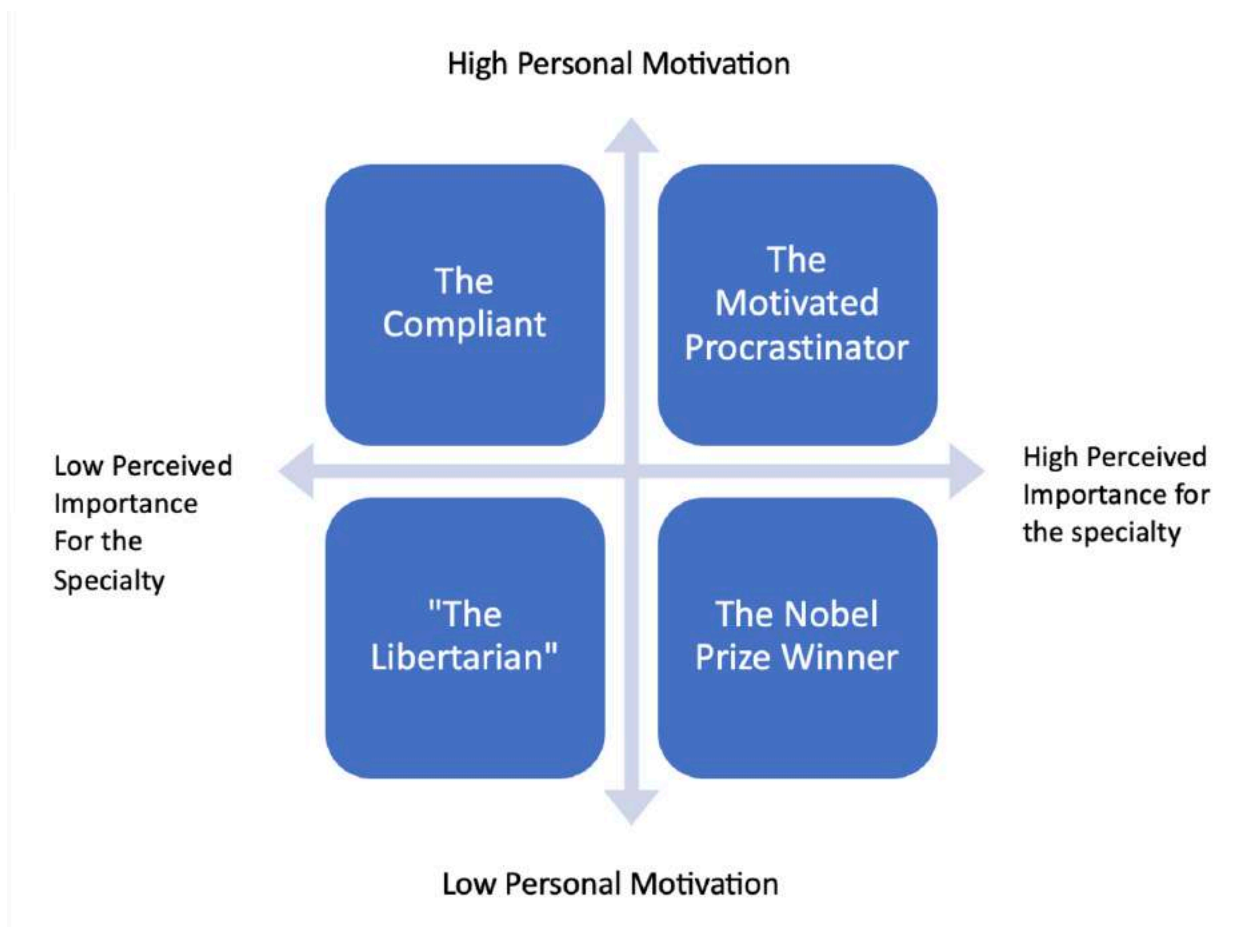 High Personal Motivation
The
Compliant
The
Motivated
Procrastinator
Low Perceived
Importance
For the
Specialty
High Perceived
Importance for
the specialty
"The
Libertarian"
The Nobel
Prize Winner
Low Personal Motivation